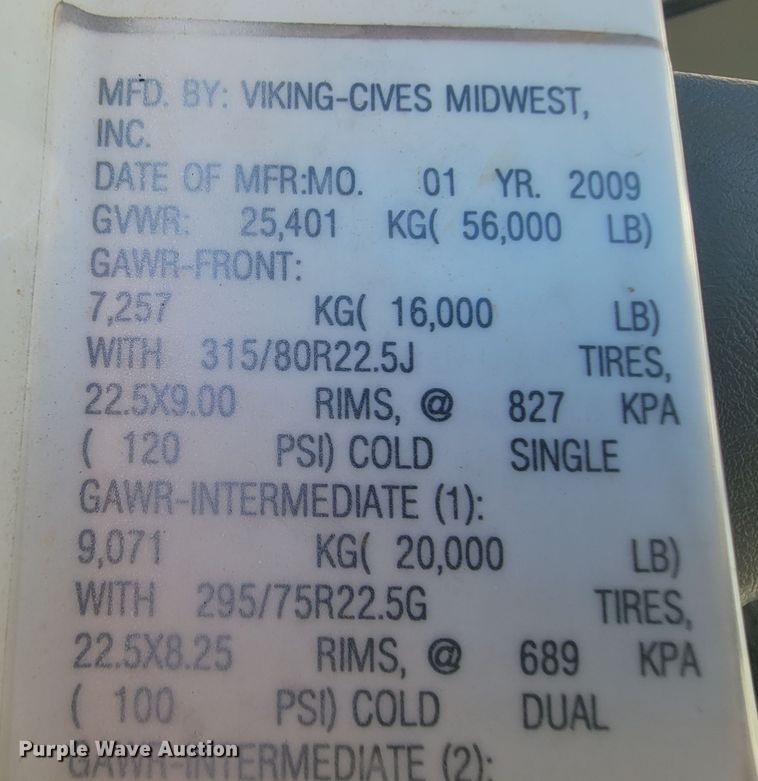 MFD. BY: VIKING-CIVES MIDWEST,
INC.
DATE OF MFR:MO. 01 YR. 2009
GVWR: 25,401 KG( 56,000 LB)
GAWR-FRONT:
7,257 KG( 16,000 LB)
WITH 315/80R22.5J TIRES,
22.5X9.00 RIMS, @ 827 KPA
( 120 PSI) COLD SINGLE
GAWR-INTERMEDIATE (1):
9,071 KG( 20,000 LB)
WITH 295/75R22.5G TIRES,
22.5X8.25 RIMS, @ 689 KPA
( 100 PSI) COLD DUAL
GAWR-INTERMEDIATE (2):
Purple Wave Auction